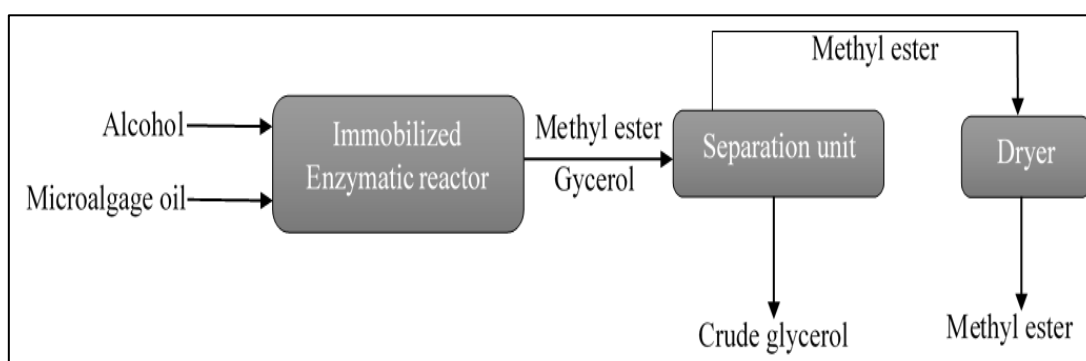 Alcohol
Microalgage oil
Immobilized
Enzymatic reactor
Methyl ester
Gycerol
Separation unit
Crude glycerol
Methyl ester
Dryer
Methyl ester